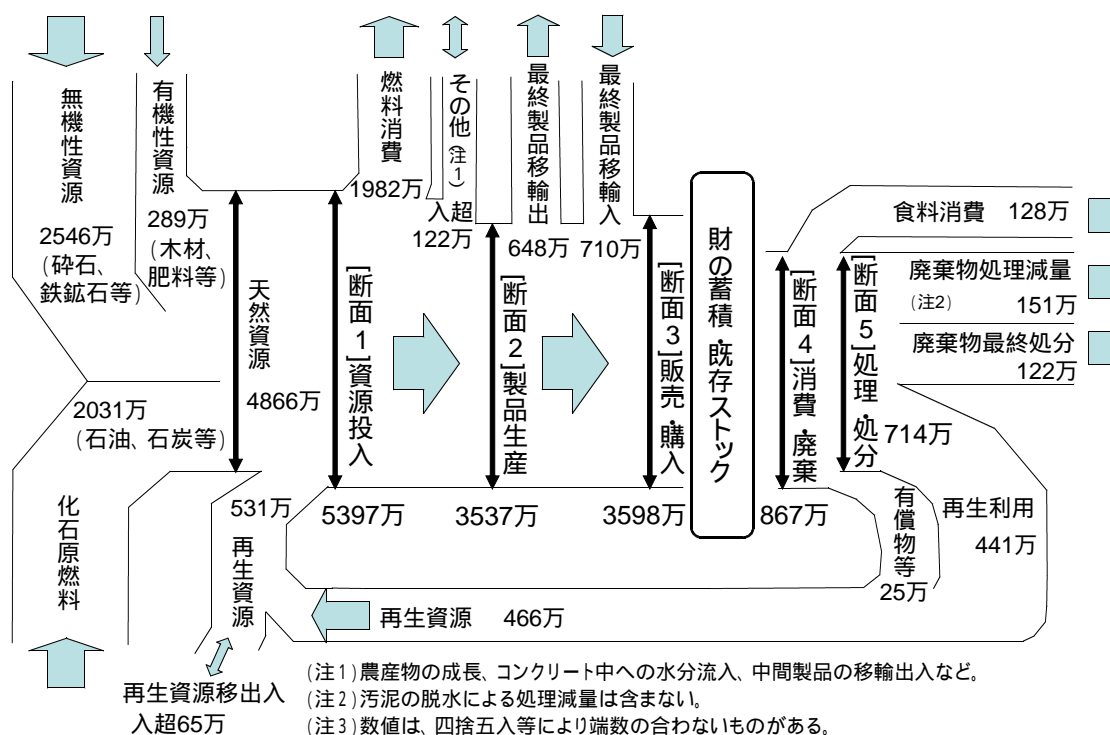 無機性資源
2546万
(砕石、
鉄鉱石等)
有機性資源
289万
(木材、
肥料等)
天然資源
4866万
2031万
(石油、石炭等)
化石原燃料
燃料消費
1982万
その他(注1)
入超
122万
最終製品移輸出
648万
最終製品移輸入
710万
[断面1]資源投入
5397万
[断面2]製品生産
3537万
[断面3]販売・購入
3598万
財の蓄積・既存ストック
[断面4]消費・廃棄
867万
[断面5]処理・処分
714万
食料消費 128万
廃棄物処理減量
(注2) 151万
廃棄物最終処分
122万
有償物等
25万
再生利用
441万
531万
再生資源
再生資源 466万
再生資源移出入
入超65万
(注1)農産物の成長、コンクリート中への水分流入、中間製品の移輸出入など。
(注2)汚泥の脱水による処理減量は含まない。
(注3)数値は、四捨五入等により端数の合わないものがある。